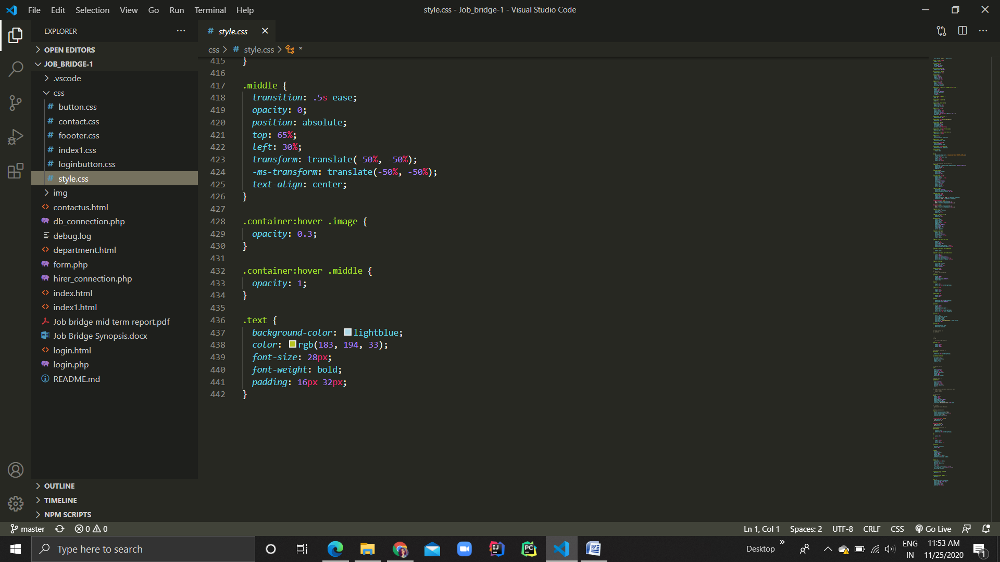 File Edit Selection View Go Run Terminal Help
style.css - Job_bridge-1 - Visual Studio Code
EXPLORER
# style.css
OPEN EDITORS
css > # style.css > *
JOB_BRIDGE-1
.vscode
css
# button.css
# contact.css
# foooter.css
# index1.css
# loginbutton.css
# style.css
img
<> contactus.html
db_connection.php
debug.log
<> department.html
form.php
hirer_connection.php
<> index.html
<> index1.html
Job bridge mid term report.pdf
Job Bridge Synopsis.docx
<> login.html
login.php
README.md
OUTLINE
TIMELINE
NPM SCRIPTS
415 }
416
417 .middle {
418 transition: .5s ease;
419 opacity: 0;
420 position: absolute;
421 top: 65%;
422 left: 30%;
423 transform: translate(-50%, -50%);
424 -ms-transform: translate(-50%, -50%);
425 text-align: center;
426 }
427
428 .container:hover .image {
429 opacity: 0.3;
430 }
431
432 .container:hover .middle {
433 opacity: 1;
434 }
435
436 .text {
437 background-color: lightblue;
438 color: rgb(183, 194, 33);
439 font-size: 28px;
440 font-weight: bold;
441 padding: 16px 32px;
442 }
master 0 0
Ln 1, Col 1 Spaces: 2 UTF-8 CRLF CSS Go Live
Type here to search
IJ
PC
W
Desktop »
ENG
IN
11:53 AM
11/25/2020
1